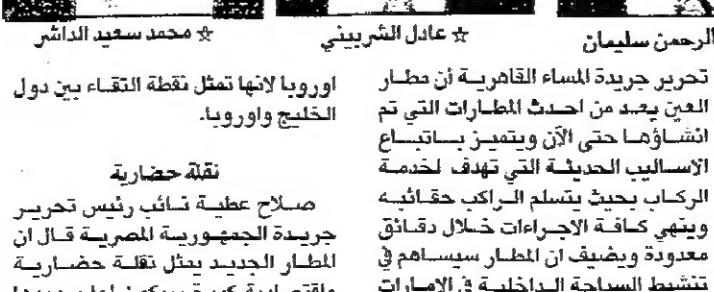 الرحمن سليمان
☆ عادل الشربيني
☆ محمد سعيد الداشر
تحرير جريدة المساء القاهرية أن مطار
العين يعد من احدث المطارات التي تم
انشاؤها حتى الآن ويتميز باتباع
الاساليب الحديثة التي تهدف لخدمة
الركاب بحيث يتسلم الراكب حقائبه
وينهي كافة الاجراءات خلال دقائق
معدودة ويضيف ان المطار سيساهم في
تنشيط السياحة الداخلية في الامارات
اوروبا لانها تمثل نقطة التقاء بين دول
الخليج واوروبا.
نقلة حضارية
صلاح عطية نائب رئيس تحرير
جريدة الجمهورية المصرية قال ان
المطار الجديد يمثل نقلة حضارية